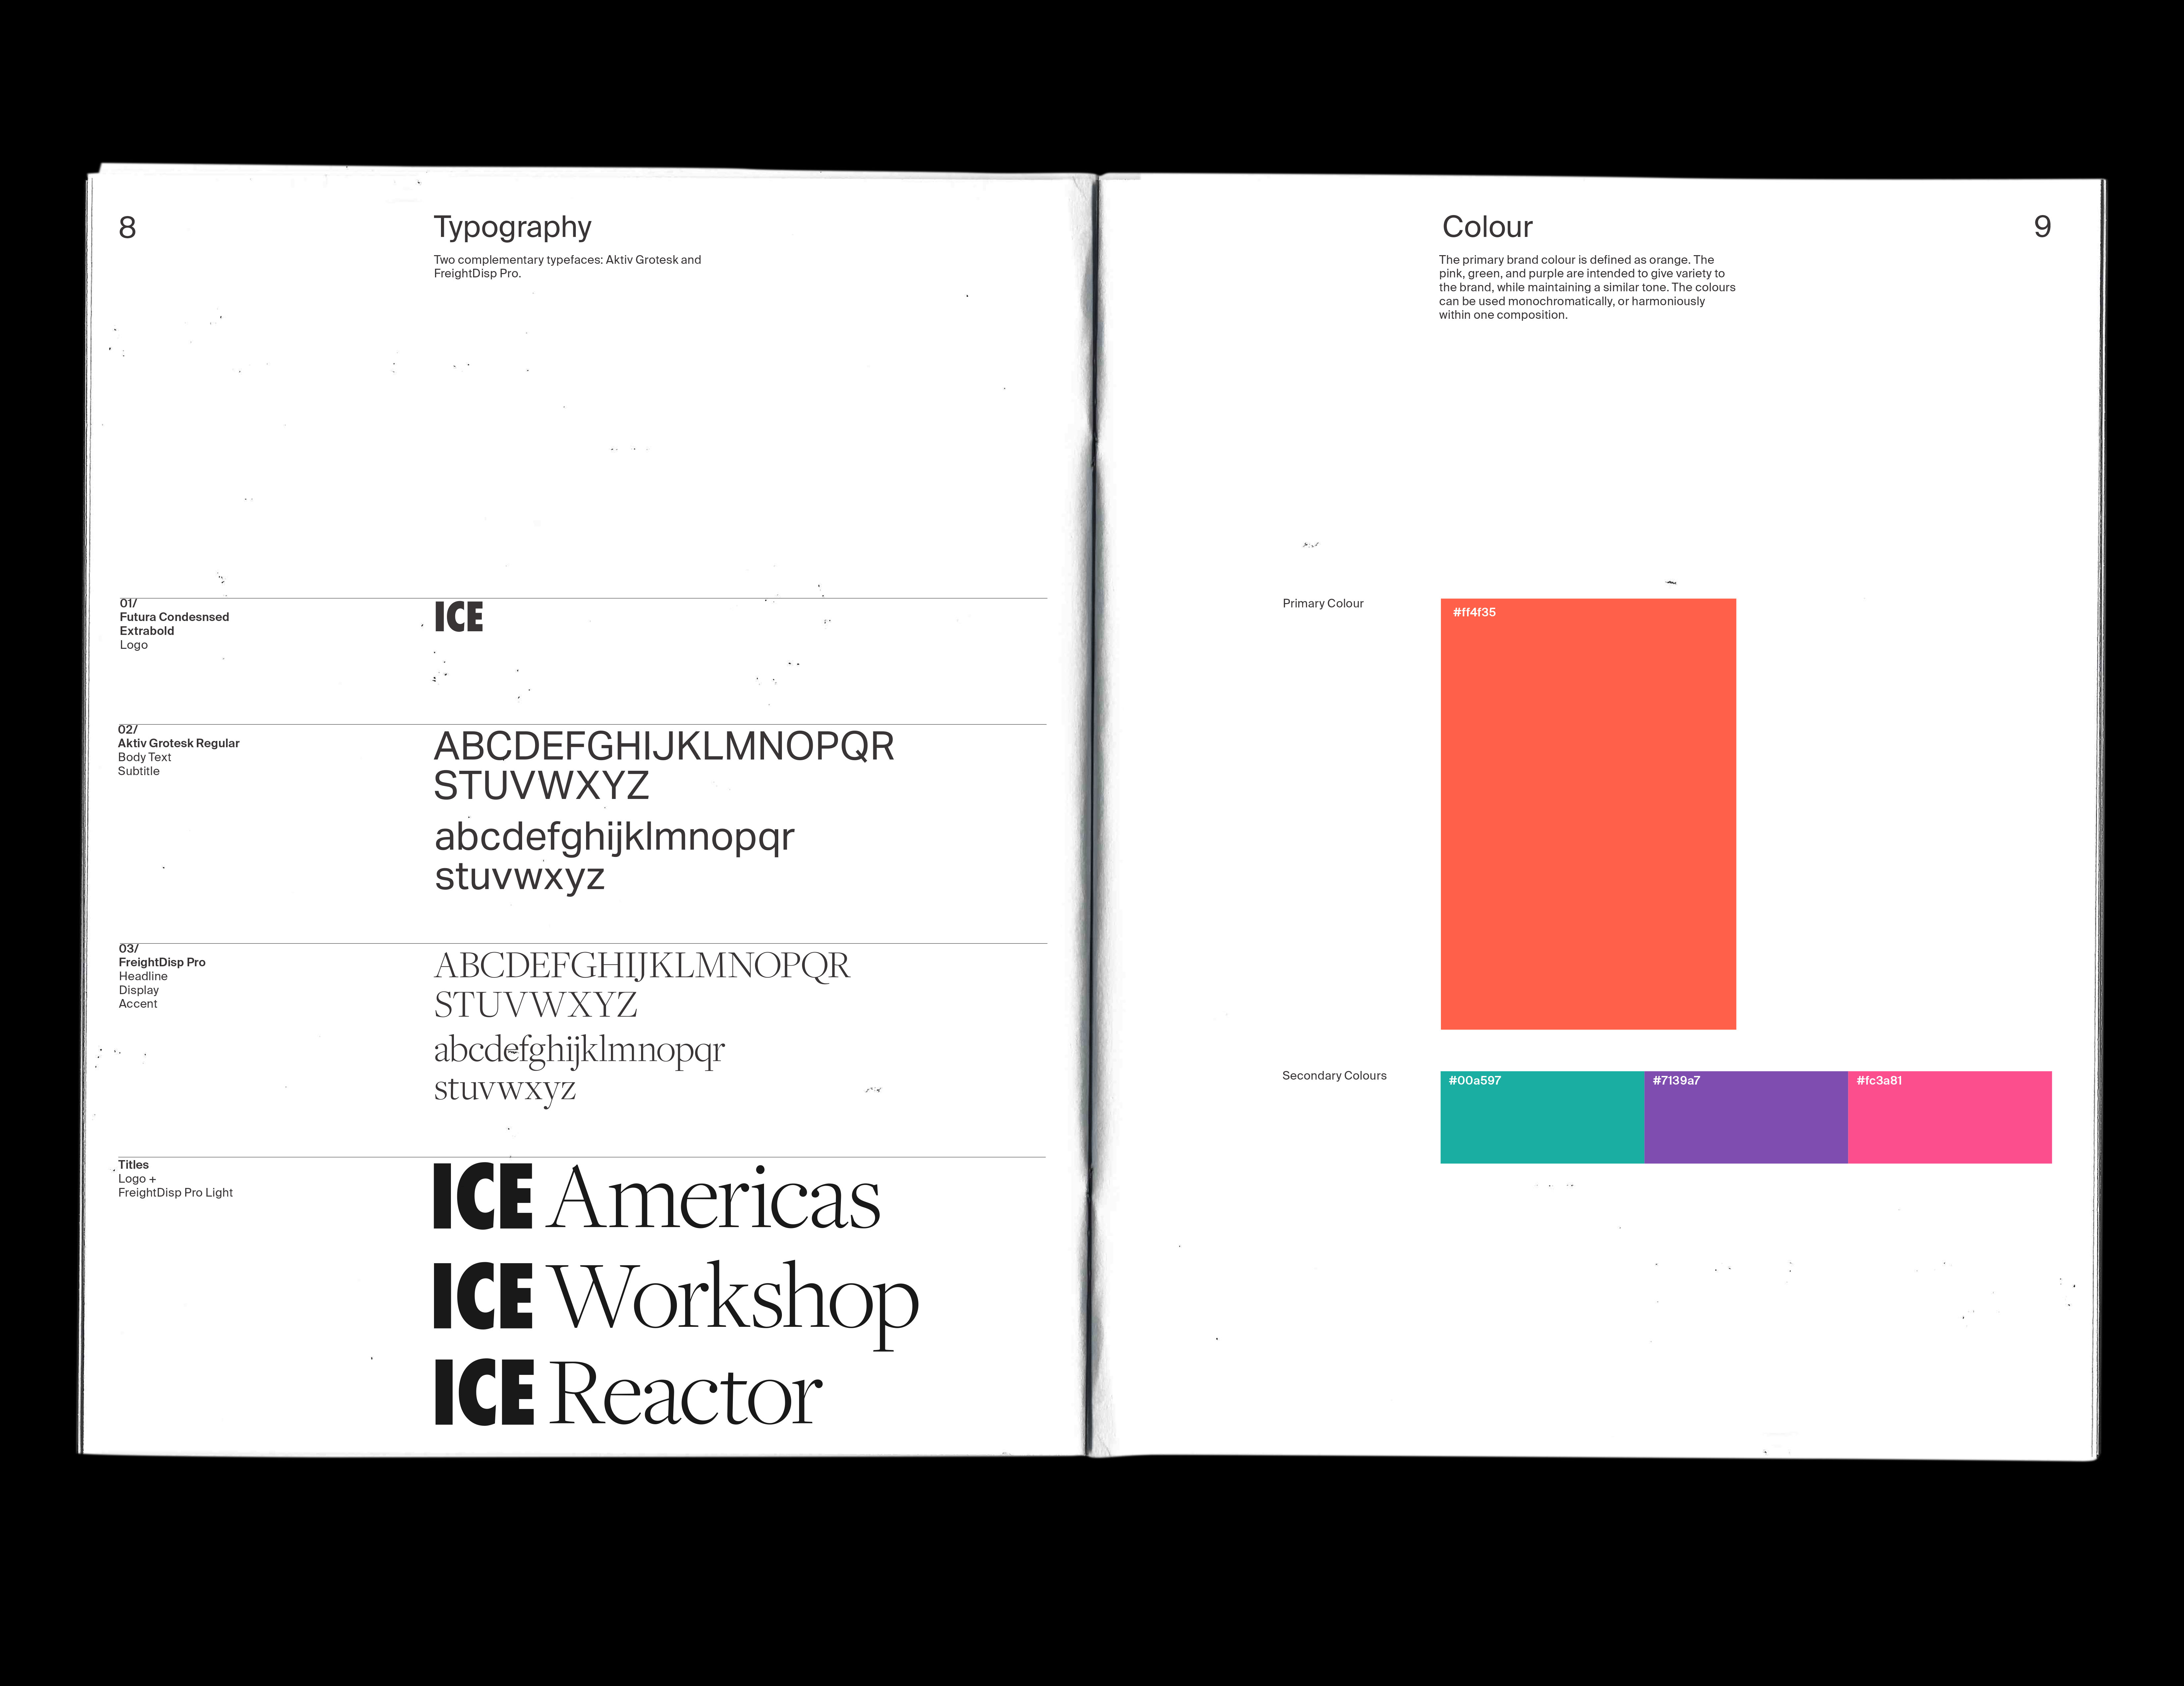 8
Typography
Two complementary typefaces: Aktiv Grotesk and
FreightDisp Pro.
01/
Futura Condesnsed
Extrabold
Logo
ICE
02/
Aktiv Grotesk Regular
Body Text
Subtitle
ABCDEFGHIJKLMNOPQR
STUVWXYZ
abcdefghijklmnopqr
stuvwxyz
03/
FreightDisp Pro
Headline
Display
Accent
ABCDEFGHIJKLMNOPQR
STUVWXYZ
abcdefghijklmnopqr
stuvwxyz
Titles
Logo +
FreightDisp Pro Light
ICE Americas
ICE Workshop
ICE Reactor
Colour
9
The primary brand colour is defined as orange. The
pink, green, and purple are intended to give variety to
the brand, while maintaining a similar tone. The colours
can be used monochromatically, or harmoniously
within one composition.
Primary Colour
#ff4f35
Secondary Colours
#00a597
#7139a7
#fc3a81